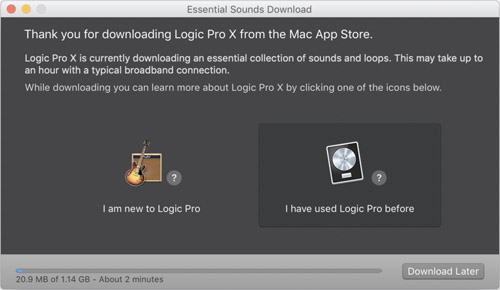 Essential Sounds Download
Thank you for downloading Logic Pro X from the Mac App Store.
Logic Pro X is currently downloading an essential collection of sounds and loops. This may take up to
an hour with a typical broadband connection.
While downloading you can learn more about Logic Pro X by clicking one of the icons below.
?
?
I am new to Logic Pro
I have used Logic Pro before
20.9 MB of 1.14 GB - About 2 minutes
Download Later